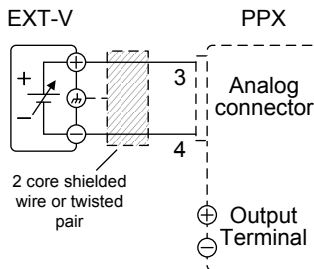 EXT-V
PPX
3
Analog
connector
4
2 core shielded
wire or twisted
pair
Output
Terminal